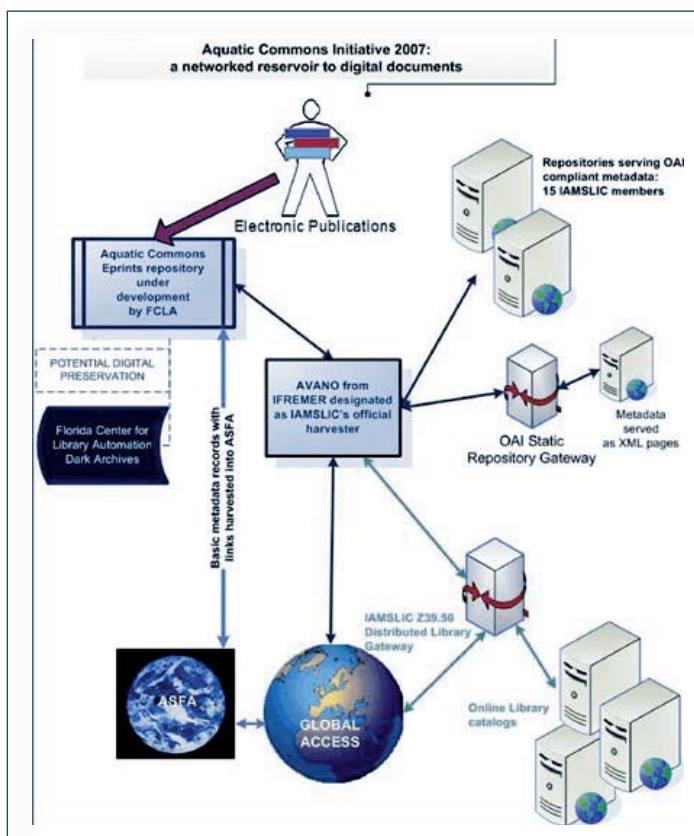 Aquatic Commons Initiative 2007:
a networked reservoir to digital documents
Electronic Publications
Repositories serving OAI
compliant metadata:
15 IAMSLIC members
Aquatic Commons
Eprints repository
under
development
by FCLA
POTENTIAL DIGITAL
PRESERVATION
Florida Center for
Library Automation
Dark Archives
AVANO from
IFREMER designated
as IAMSLIC's official
harvester
OAI Static
Repository Gateway
Metadata
served
as XML pages
Basic metadata records with
links harvested into ASFA
IAMSLIC Z39.50
Distributed Library
Gateway
Online Library
catalogs
ASFA
GLOBAL
ACCESS